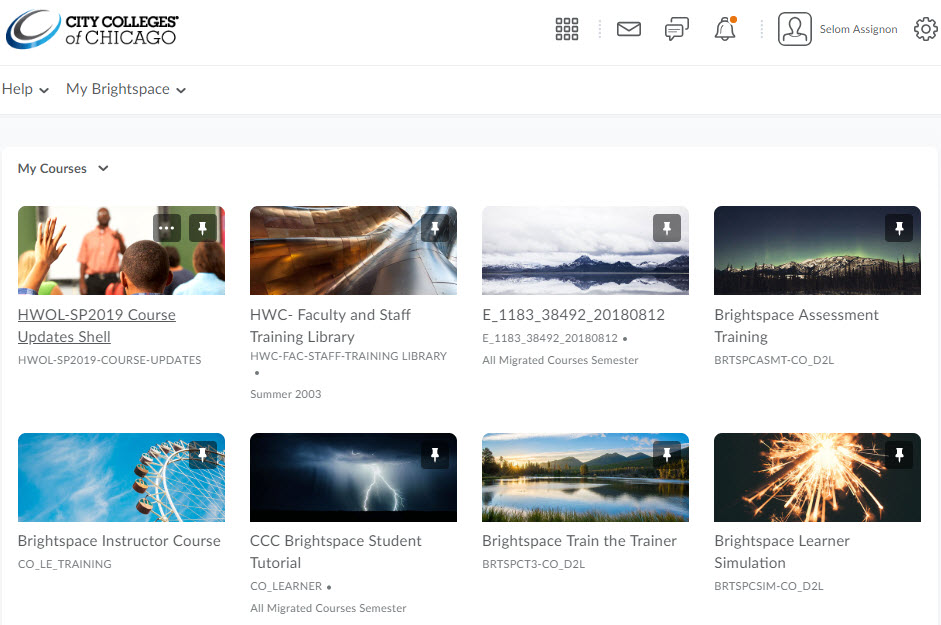 CITY COLLEGES®
of CHICAGO
Selom Assignon
Help
My Brightspace
My Courses
HWOL-SP2019 Course
Updates Shell
HWOL-SP2019-COURSE-UPDATES
HWC- Faculty and Staff
Training Library
HWC-FAC-STAFF-TRAINING LIBRARY
•
Summer 2003
E_1183_38492_20180812
E_1183_38492_20180812 •
All Migrated Courses Semester
Brightspace Assessment
Training
BRTSPCASMT-CO_D2L
Brightspace Instructor Course
CO_LE_TRAINING
CCC Brightspace Student
Tutorial
CO_LEARNER •
All Migrated Courses Semester
Brightspace Train the Trainer
BRTSPCT3-CO_D2L
Brightspace Learner
Simulation
BRTSPCSIM-CO_D2L